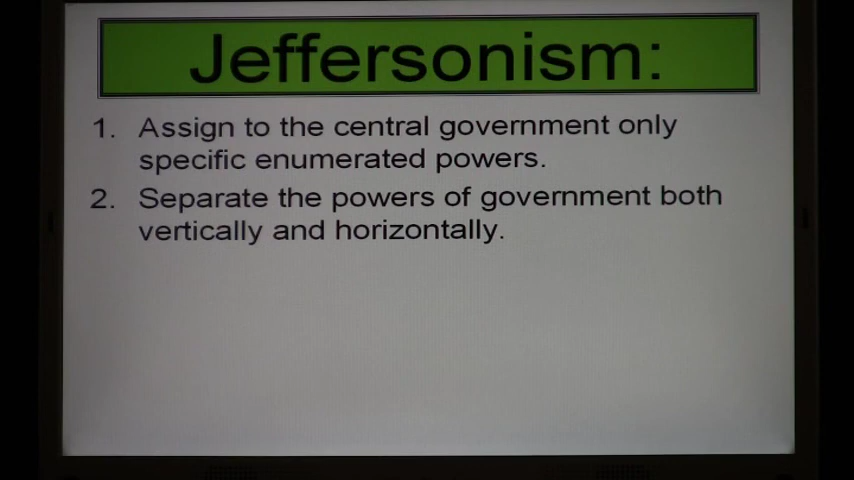 Jeffersonism:
1. Assign to the central government only
specific enumerated powers.
2. Separate the powers of government both
vertically and horizontally.